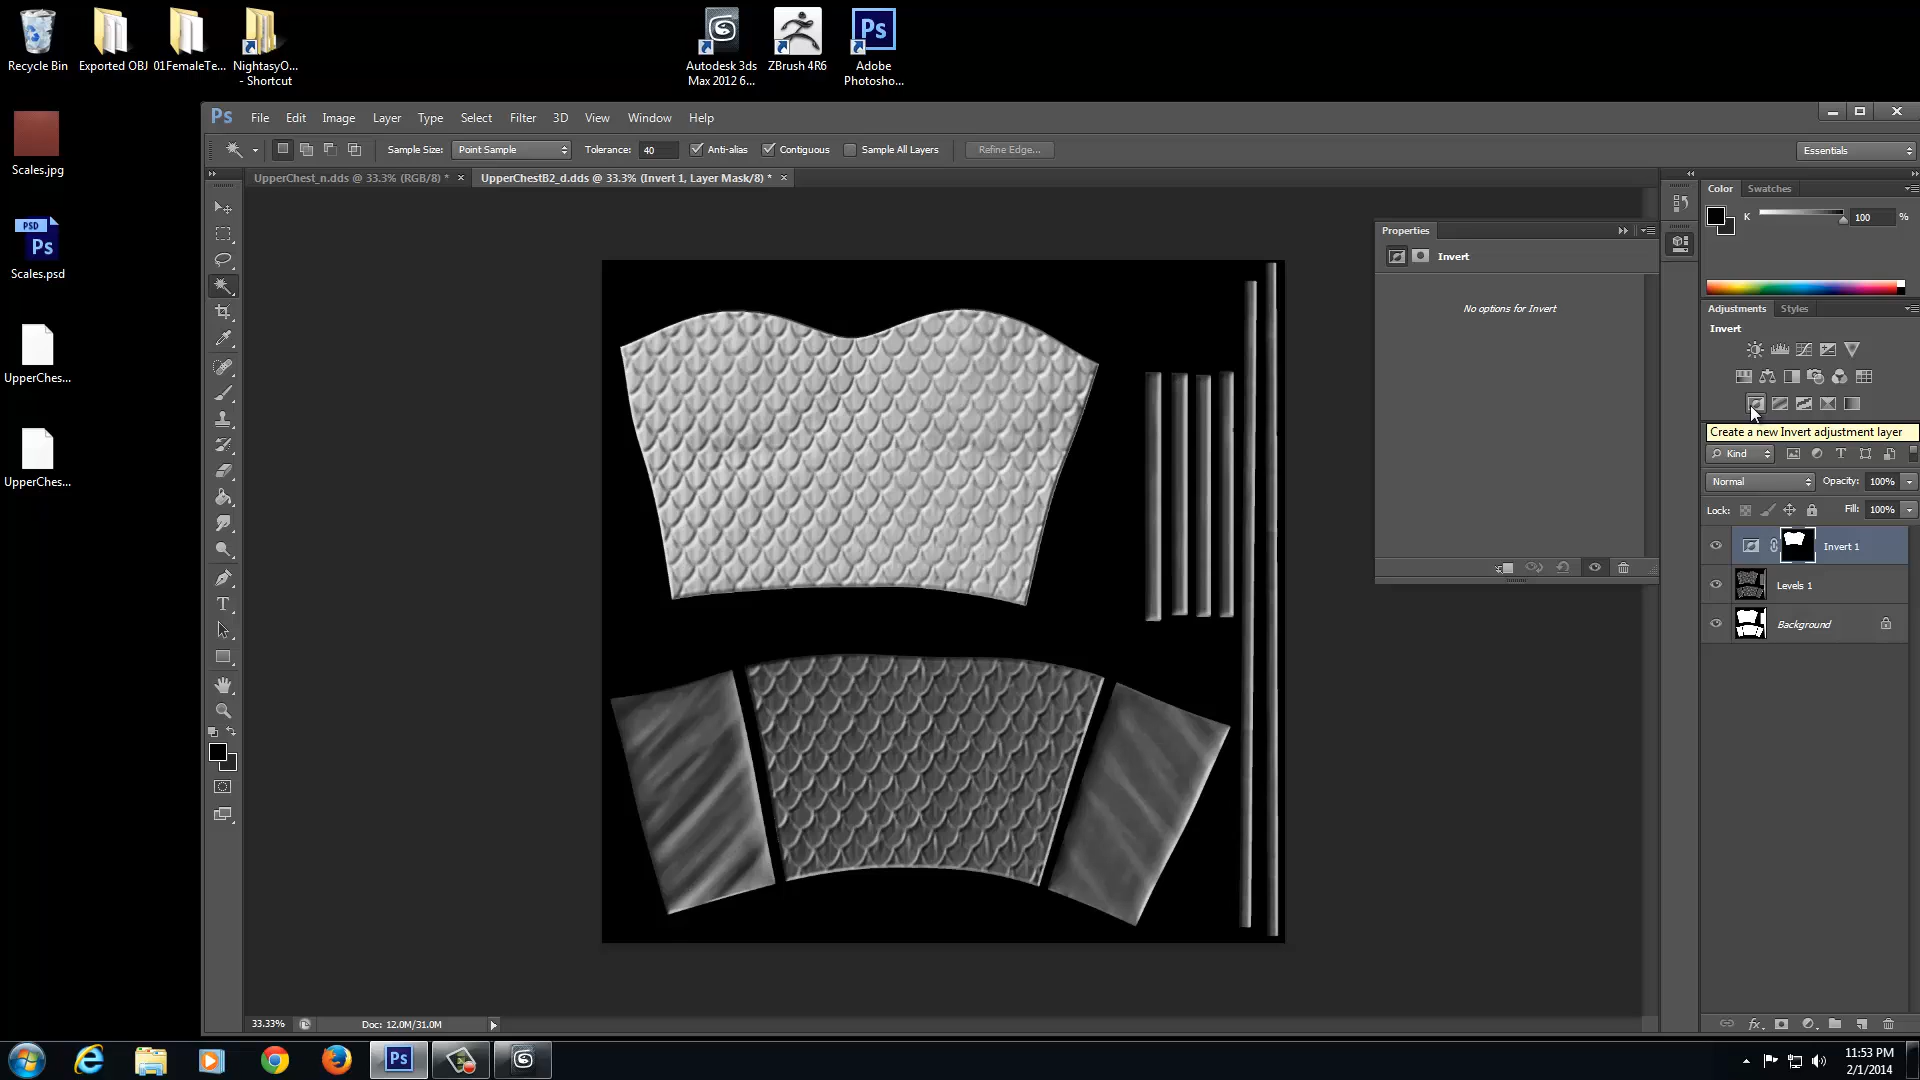 Recycle Bin
Exported OBJ
01FemaleTe...
NightasyO...
- Shortcut
Autodesk 3ds
Max 2012 6...
ZBrush 4R6
Ps
Adobe
Photosho...
Scales.jpg
PSD
Ps
Scales.psd
UpperChes...
UpperChes...
Ps
File
Edit
Image
Layer
Type
Select
Filter
3D
View
Window
Help
Sample Size:
Point Sample
Tolerance:
40
Anti-alias
Contiguous
Sample All Layers
Refine Edge...
Essentials
UpperChest_n.dds @ 33.3% (RGB/8) *
UpperChestB2_d.dds @ 33.3% (Invert 1, Layer Mask/8) *
Properties
Invert
No options for Invert
Color
Swatches
K
100
%
Adjustments
Styles
Invert
Create a new Invert adjustment layer
Kind
Normal
Opacity:
100%
Lock:
Fill:
100%
Invert 1
Levels 1
Background
33.33%
Doc: 12.0M/31.0M
Ps
11:53 PM
2/1/2014